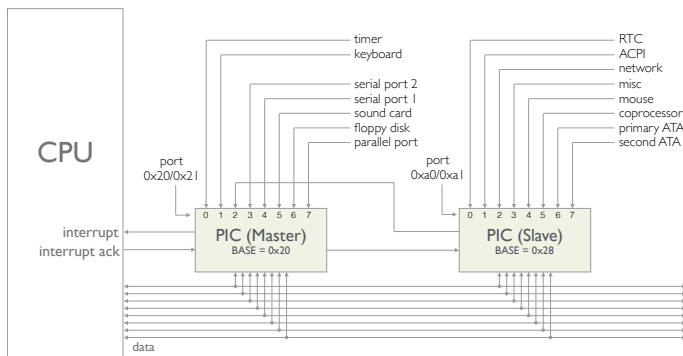 timer
keyboard
serial port 2
serial port 1
sound card
floppy disk
parallel port
RTC
ACPI
network
misc
mouse
coprocessor
primary ATA
second ATA
CPU
port
0x20/0x21
port
0xa0/0xa1
0 1 2 3 4 5 6 7
PIC (Master)
BASE = 0x20
0 1 2 3 4 5 6 7
PIC (Slave)
BASE = 0x28
interrupt
interrupt ack
data